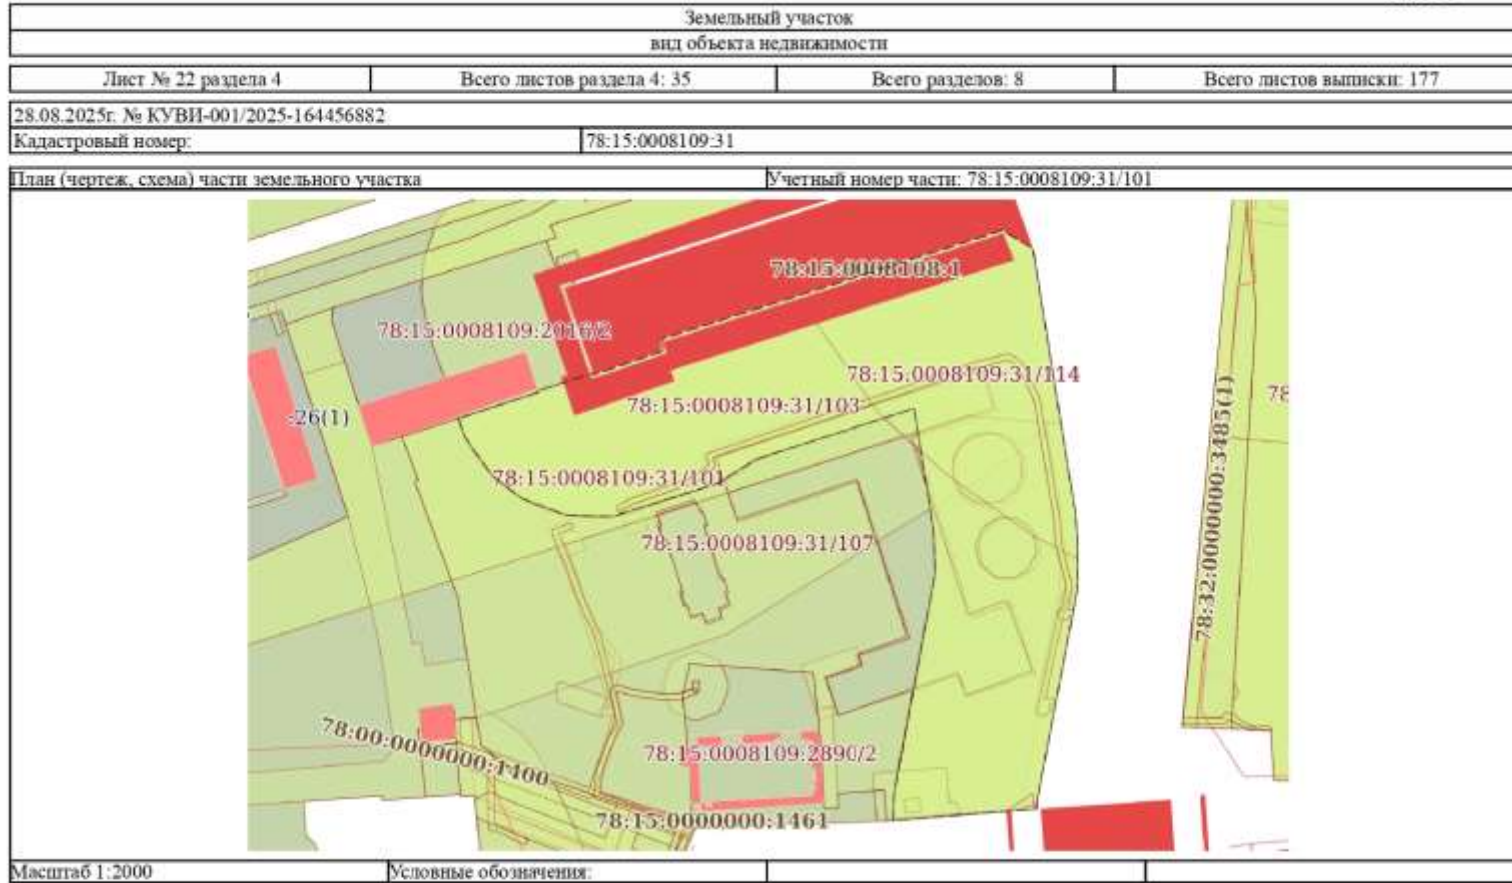 Земельный участок
вид объекта недвижимости
Лист № 22 раздела 4 Всего листов раздела 4: 35 Всего разделов: 8 Всего листов выписки: 177
28.08.2025г. № КУВИ-001/2025-164456882
Кадастровый номер: 78:15:0008109:31
План (чертеж, схема) части земельного участка Учетный номер части: 78:15:0008109:31/101
78:15:0008108:1
78:15:0008109:2016/2
78:15:0008109:31/114
78:15:0008109:31/103
:26(1)
78:15:0008109:31/101
78:32:0000000:3485(1)
78
78:15:0008109:31/107
78:00:0000000:1400
78:15:0008109:2890/2
78:15:0000000:1461
Масштаб 1:2000 Условные обозначения: